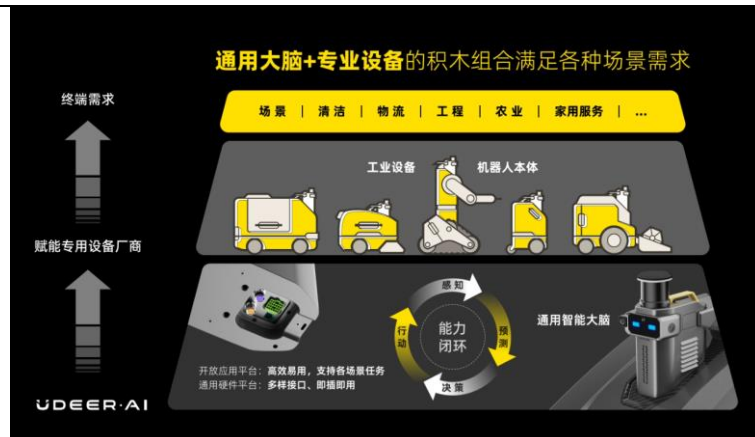 通用大脑+专业设备的积木组合满足各种场景需求
终端需求
场景 | 清洁 | 物流 | 工程 | 农业 | 家用服务 | ...
工业设备
机器人本体
赋能专用设备厂商
感知
预测
决策
行动
能力
闭环
通用智能大脑
开放应用平台：高效易用，支持各场景任务
通用硬件平台：多样接口、即插即用
UDEER·AI